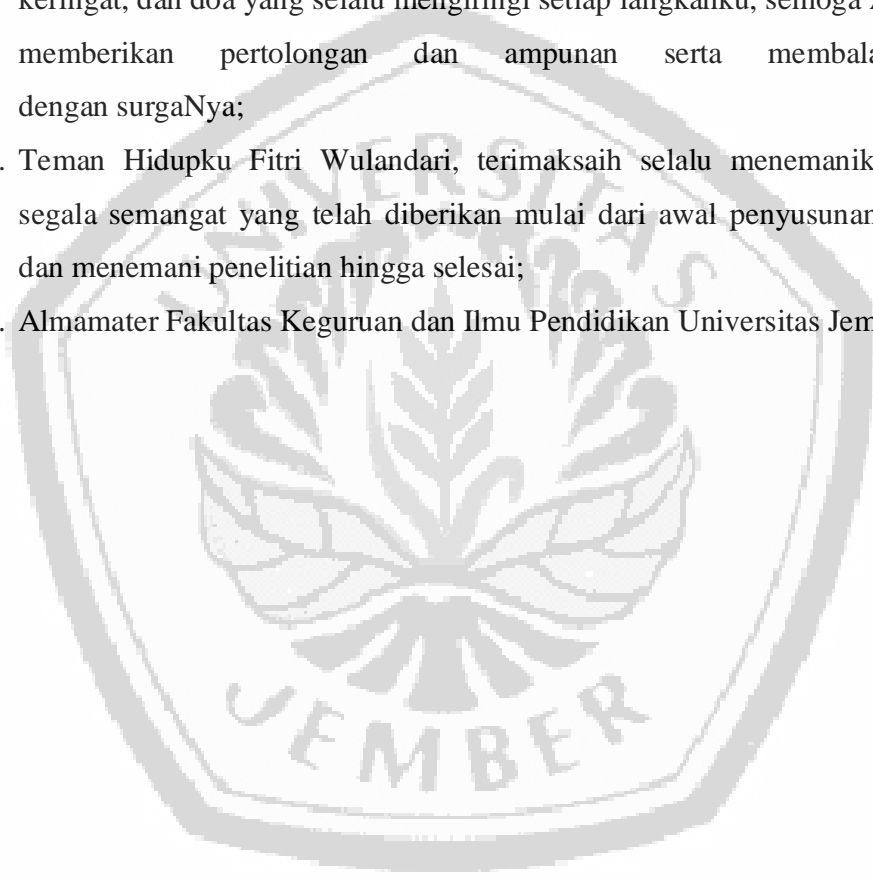 keringat, dan doa yang selalu mengiringi setiap langkahku, semoga
memberikan pertolongan dan ampunan serta
dengan surgaNya;
. Teman Hidupku Fitri Wulandari, terimaksaih selalu
segala semangat yang telah diberikan mulai dari awal penyusunan
dan menemani penelitian hingga selesai;
. Almamater Fakultas Keguruan dan Ilmu Pendidikan Universitas
UNIVERSITAS
JEMBER